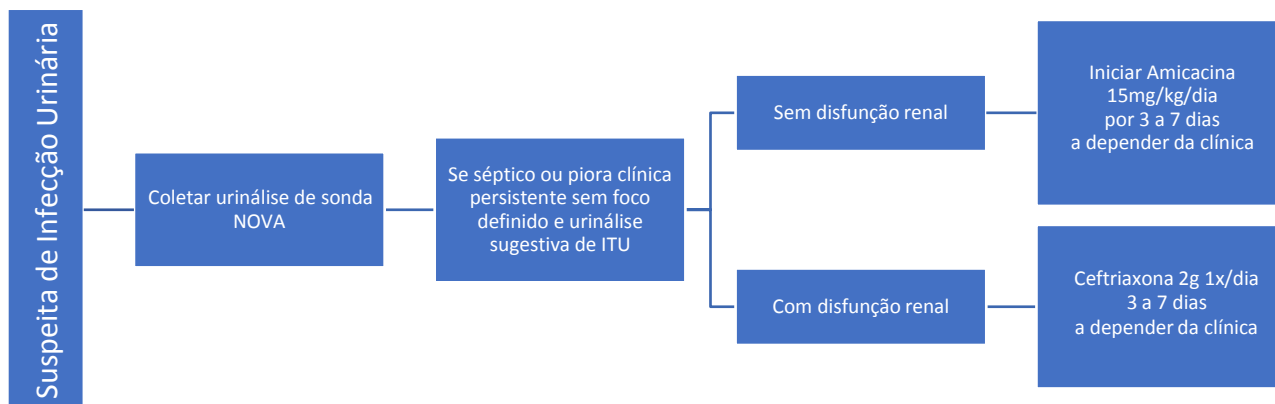 Suspeita de Infecção Urinária
Coletar urinálise de sonda
NOVA
Se séptico ou piora clínica
persistente sem foco
definido e urinálise
sugestiva de ITU
Sem disfunção renal
Iniciar Amicacina
15mg/kg/dia
por 3 a 7 dias
a depender da clínica
Com disfunção renal
Ceftriaxona 2g 1x/dia
3 a 7 dias
a depender da clínica